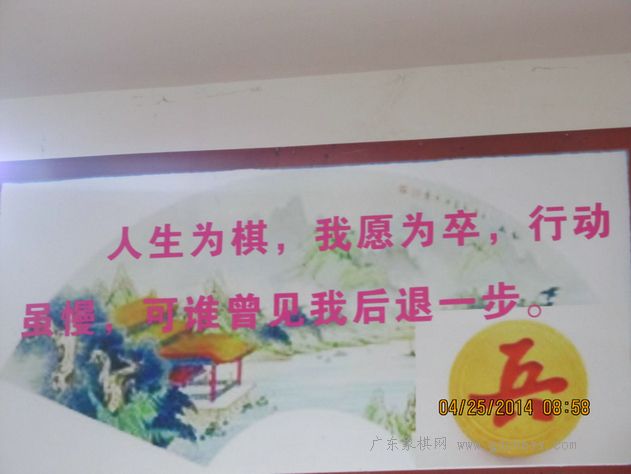 人生为棋，我愿为卒，行动
虽慢，可谁曾见我后退一步。
兵
04/25/2014 08:58
广东象棋网